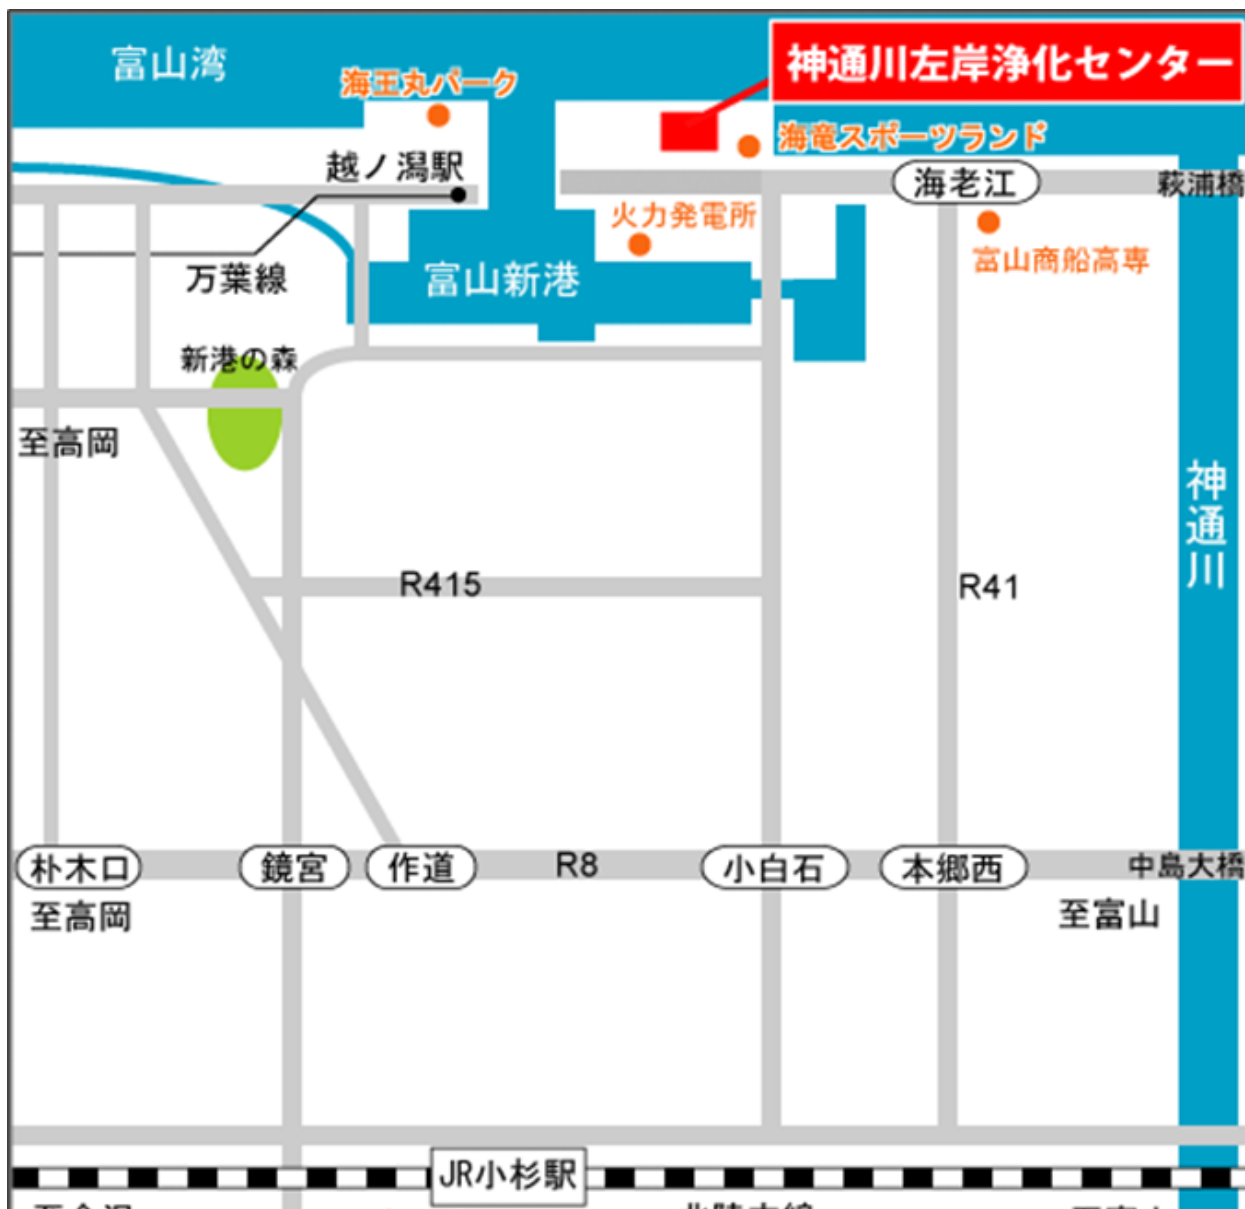 富山湾
神通川左岸浄化センター
海王丸パーク
海竜スポーツランド
越ノ潟駅
海老江
萩浦橋
火力発電所
富山商船高専
万葉線
富山新港
新港の森
至高岡
神通川
R415
R41
朴木口
鏡宮
作道
R8
小白石
本郷西
中島大橋
至高岡
至富山
JR小杉駅